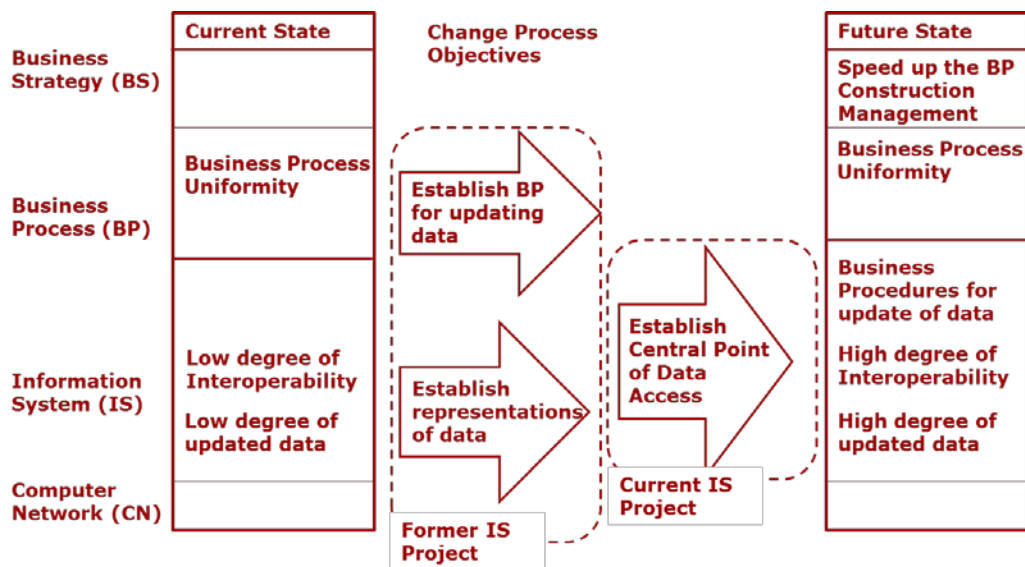 Current State
Change Process
Objectives
Future State
Business
Strategy (BS)
Speed up the BP
Construction
Management
Business Process
Uniformity
Establish BP
for updating
data
Business Process
Uniformity
Business
Process (BP)
Business
Procedures for
update of data
Establish
Central Point
of Data
Access
Low degree of
Interoperability
High degree of
Interoperability
Information
System (IS)
Establish
representations
of data
Low degree of
updated data
High degree of
updated data
Computer
Network (CN)
Current IS
Project
Former IS
Project